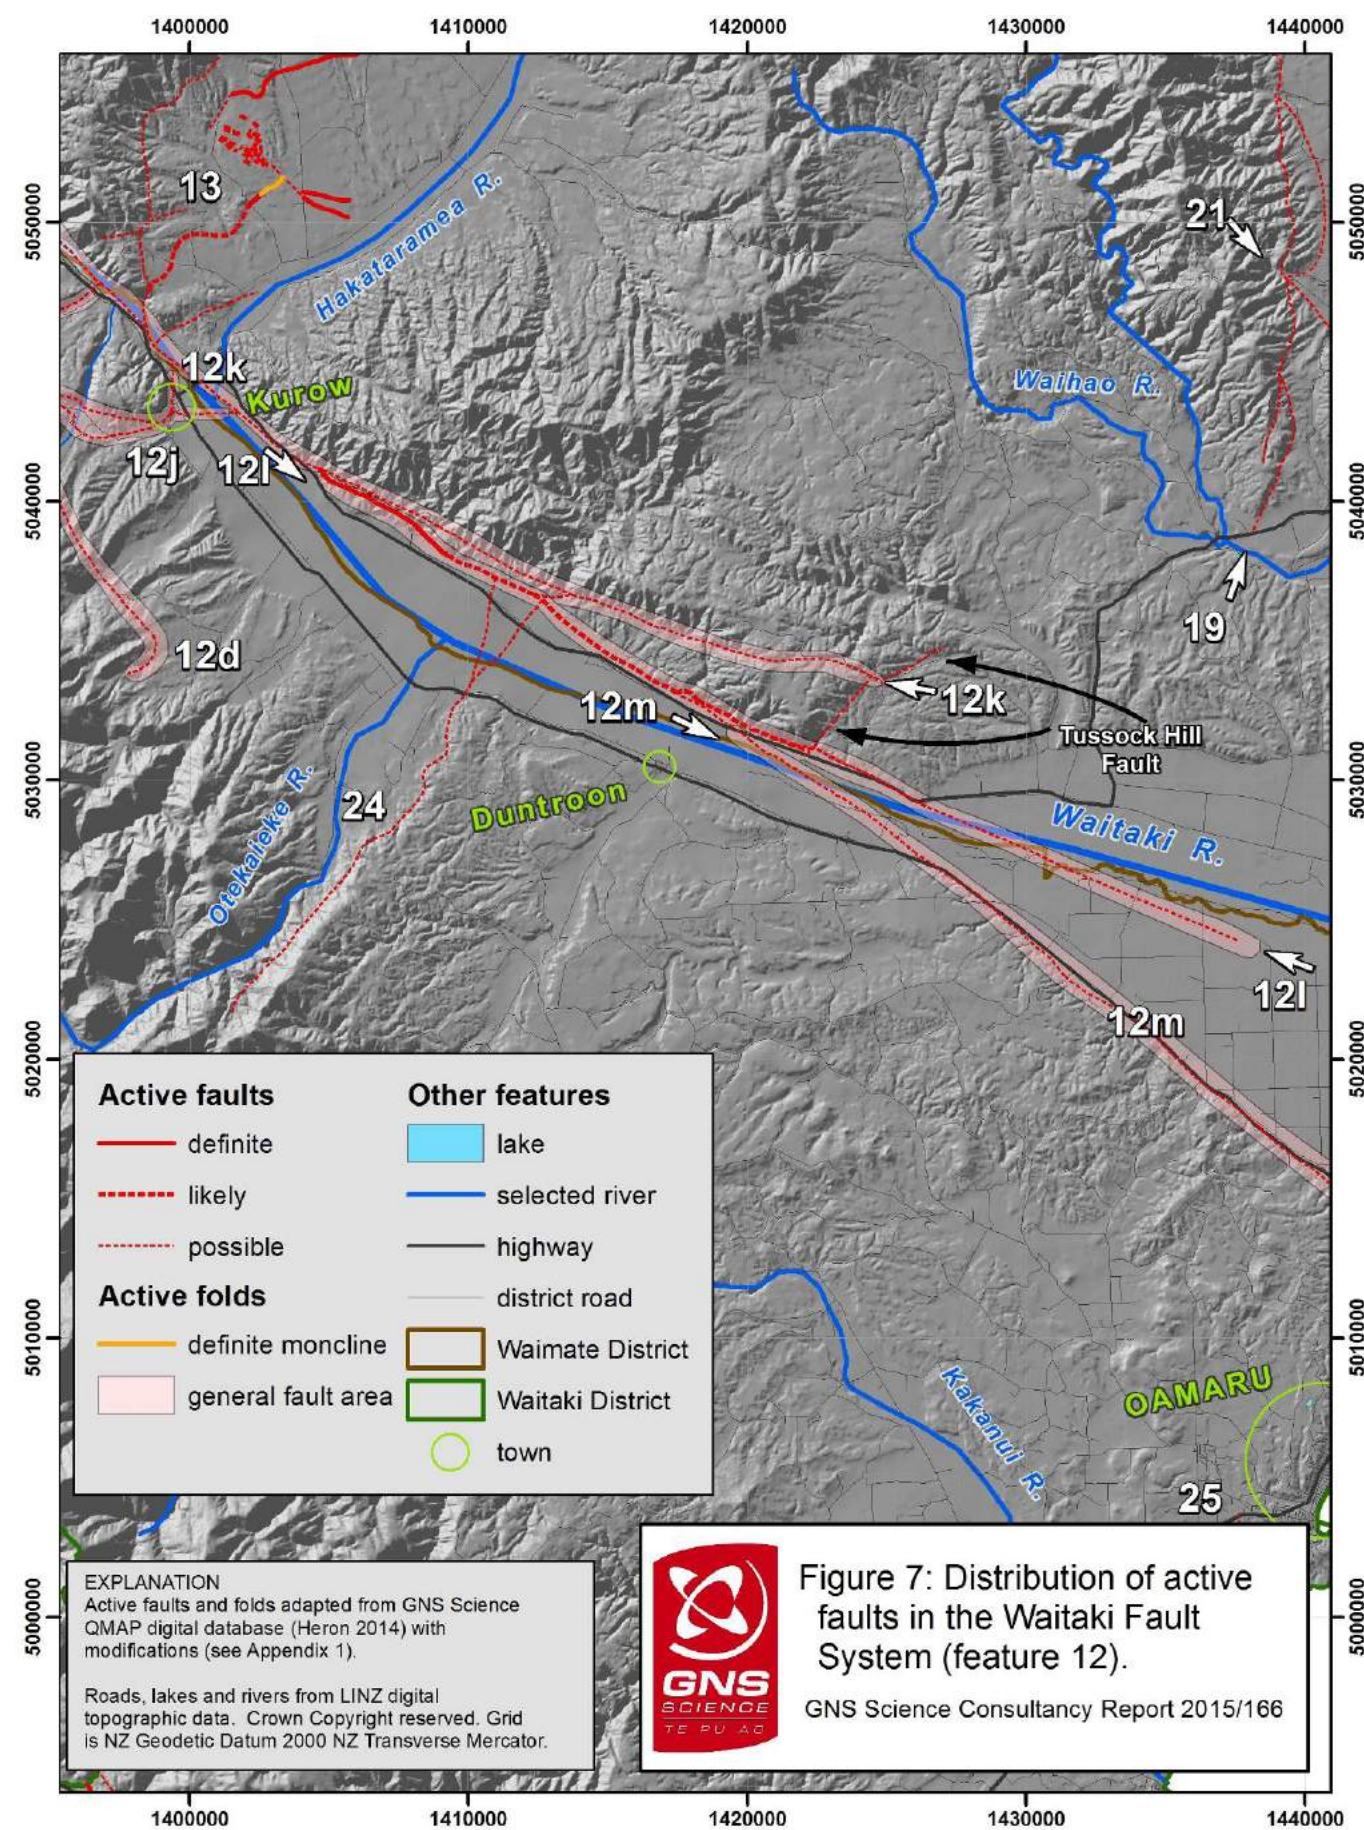 1400000 1410000 1420000 1430000 1440000
5050000
5040000
5030000
5020000
5010000
5000000
5050000
5040000
5030000
5020000
5010000
5000000
13
Hakataramea R.
21
12k
Kurow
Waihao R.
12j
12l
19
12d
12k
12m
Tussock Hill
Fault
24
Duntroon
Otekaieke R.
Waitaki R.
12l
12m
Active faults
definite
likely
possible
Active folds
definite moncline
general fault area
Other features
lake
selected river
highway
district road
Waimate District
Waitaki District
town
Kakanui R.
OAMARU
25
EXPLANATION
Active faults and folds adapted from GNS Science
QMAP digital database (Heron 2014) with
modifications (see Appendix 1).
Roads, lakes and rivers from LINZ digital
topographic data. Crown Copyright reserved. Grid
is NZ Geodetic Datum 2000 NZ Transverse Mercator.
GNS
SCIENCE
TE PU AO
Figure 7: Distribution of active
faults in the Waitaki Fault
System (feature 12).
GNS Science Consultancy Report 2015/166
1400000 1410000 1420000 1430000 1440000